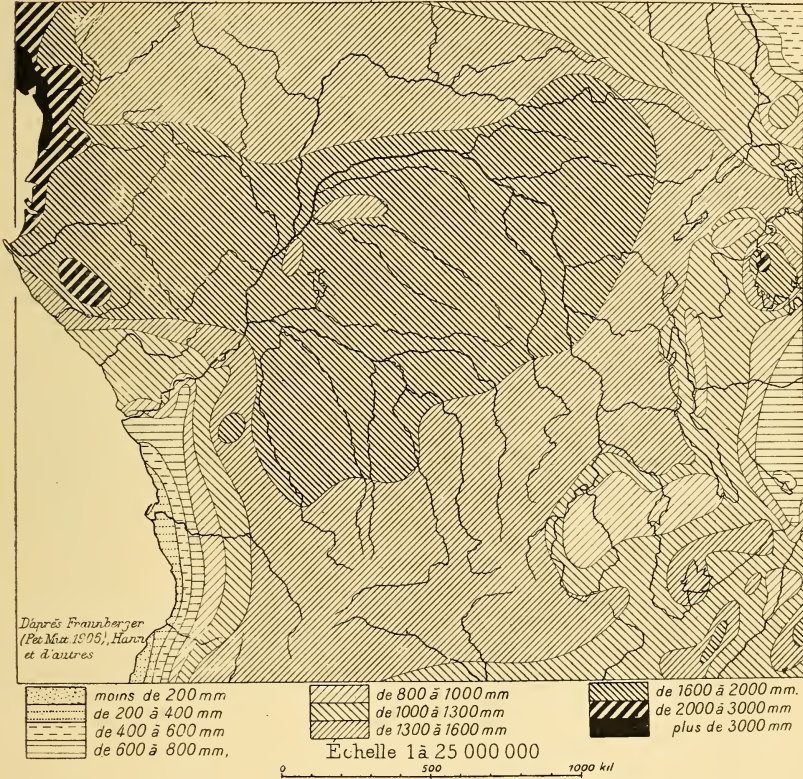 D'après Fraunberger
(Pet Mitt. 1906), Hann
et d'autres
moins de 200 mm
de 200 à 400 mm
de 400 à 600 mm
de 600 à 800 mm,
de 800 à 1000 mm
de 1000 à 1300 mm
de 1300 à 1600 mm
de 1600 à 2000 mm.
de 2000 à 3000 mm
plus de 3000 mm
Échelle 1 à 25 000 000
0 500 1000 kil